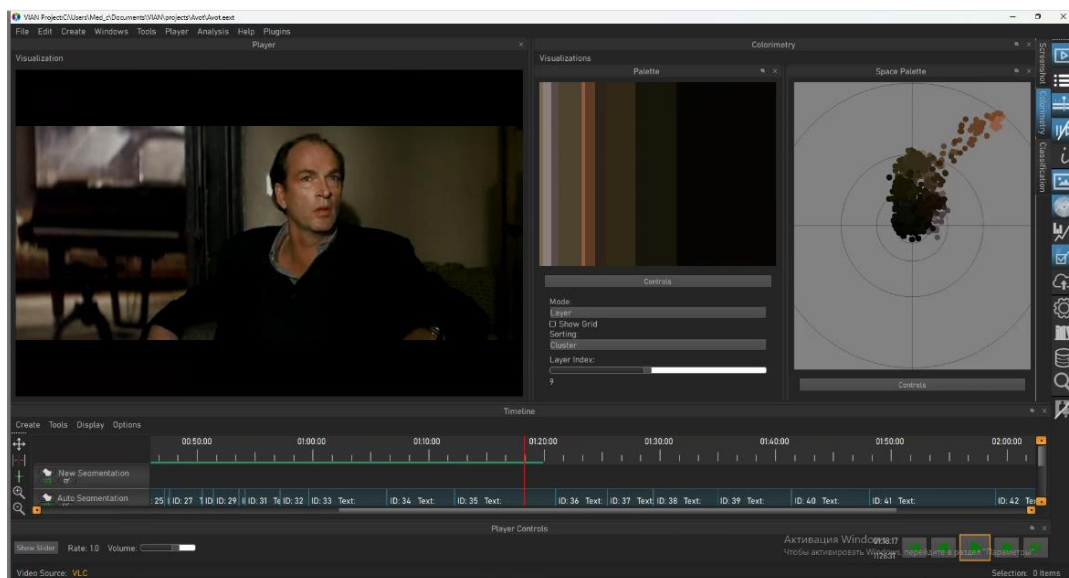 VIAN Project:C:\Users\Med_c\Documents\VIAN\projects\Avot\Avot.eext
File Edit Create Windows Tools Player Analysis Help Plugins
Player
Colorimetry
Visualization
Visualizations
Palette
Space Palette
Screenshot
Colorimetry
Classification
Controls
Mode:
Layer
Show Grid
Sorting:
Cluster
Layer Index:
9
Controls
Timeline
Create Tools Display Options
00:50:00 01:00:00 01:10:00 01:20:00 01:30:00 01:40:00 01:50:00 02:00:00
New Segmentation
Auto Segmentation
: 25 ID: 27 T ID ID: 29 ID: 31 Te ID: 32 ID: 33 Text: ID: 34 Text: ID: 35 Text: ID: 36 Text: ID: 37 Text: ID: 38 Text: ID: 39 Text: ID: 40 Text: ID: 41 Text: ID: 42 Te
Player Controls
Show Slider Rate: 1.0 Volume:
Активация Windows
Чтобы активировать Windows, перейдите в раздел "Параметры".
Video Source: VLC
Selection: 0 Items